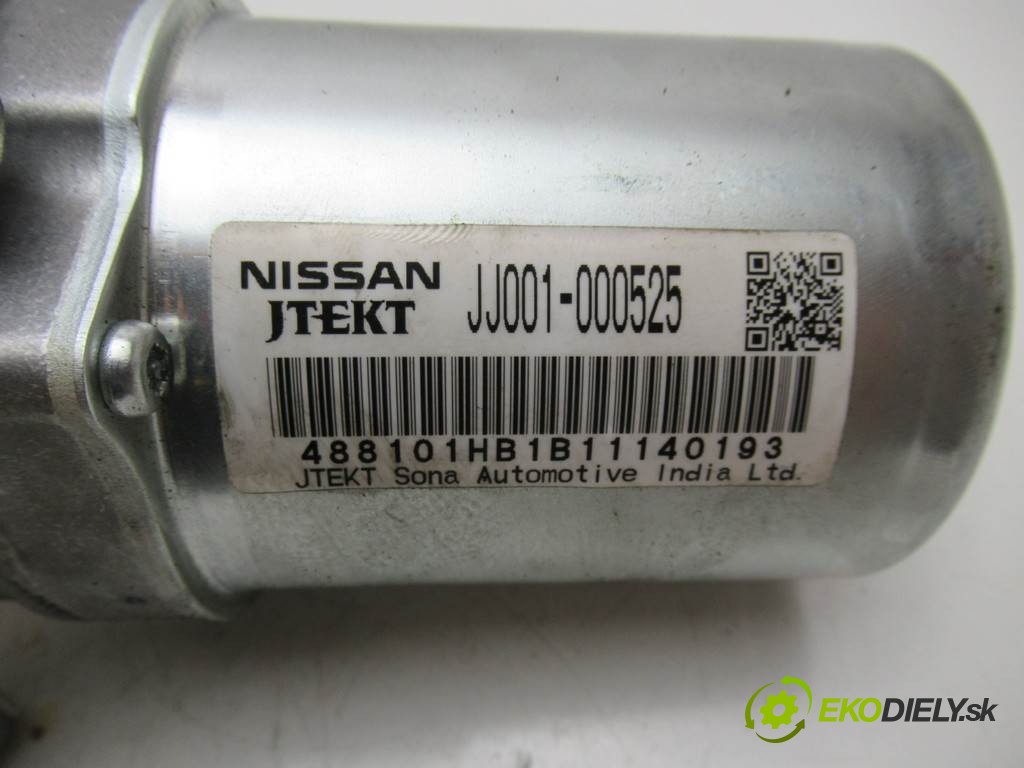 NISSAN
JTEKT JJ001-000525
488101HB1B11140193
JTEKT Sona Automotive India Ltd.
EKODIELY.sk